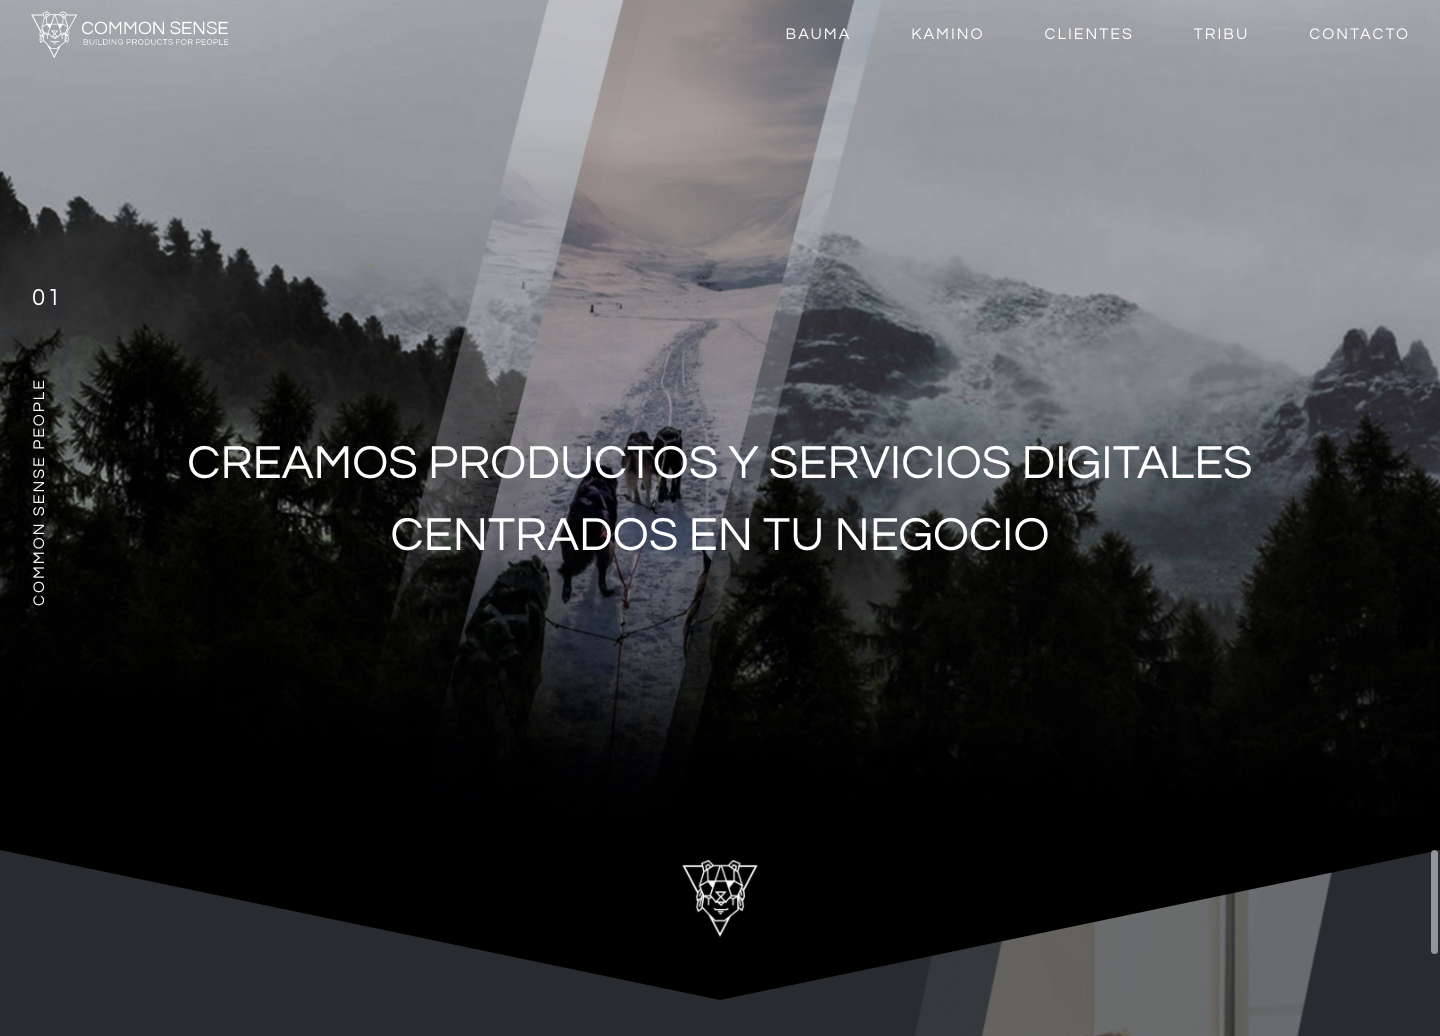 COMMON SENSE
BUILDING PRODUCTS FOR PEOPLE
BAUMA
KAMINO
CLIENTES
TRIBU
CONTACTO
01
COMMON SENSE PEOPLE
CREAMOS PRODUCTOS Y SERVICIOS DIGITALES
CENTRADOS EN TU NEGOCIO